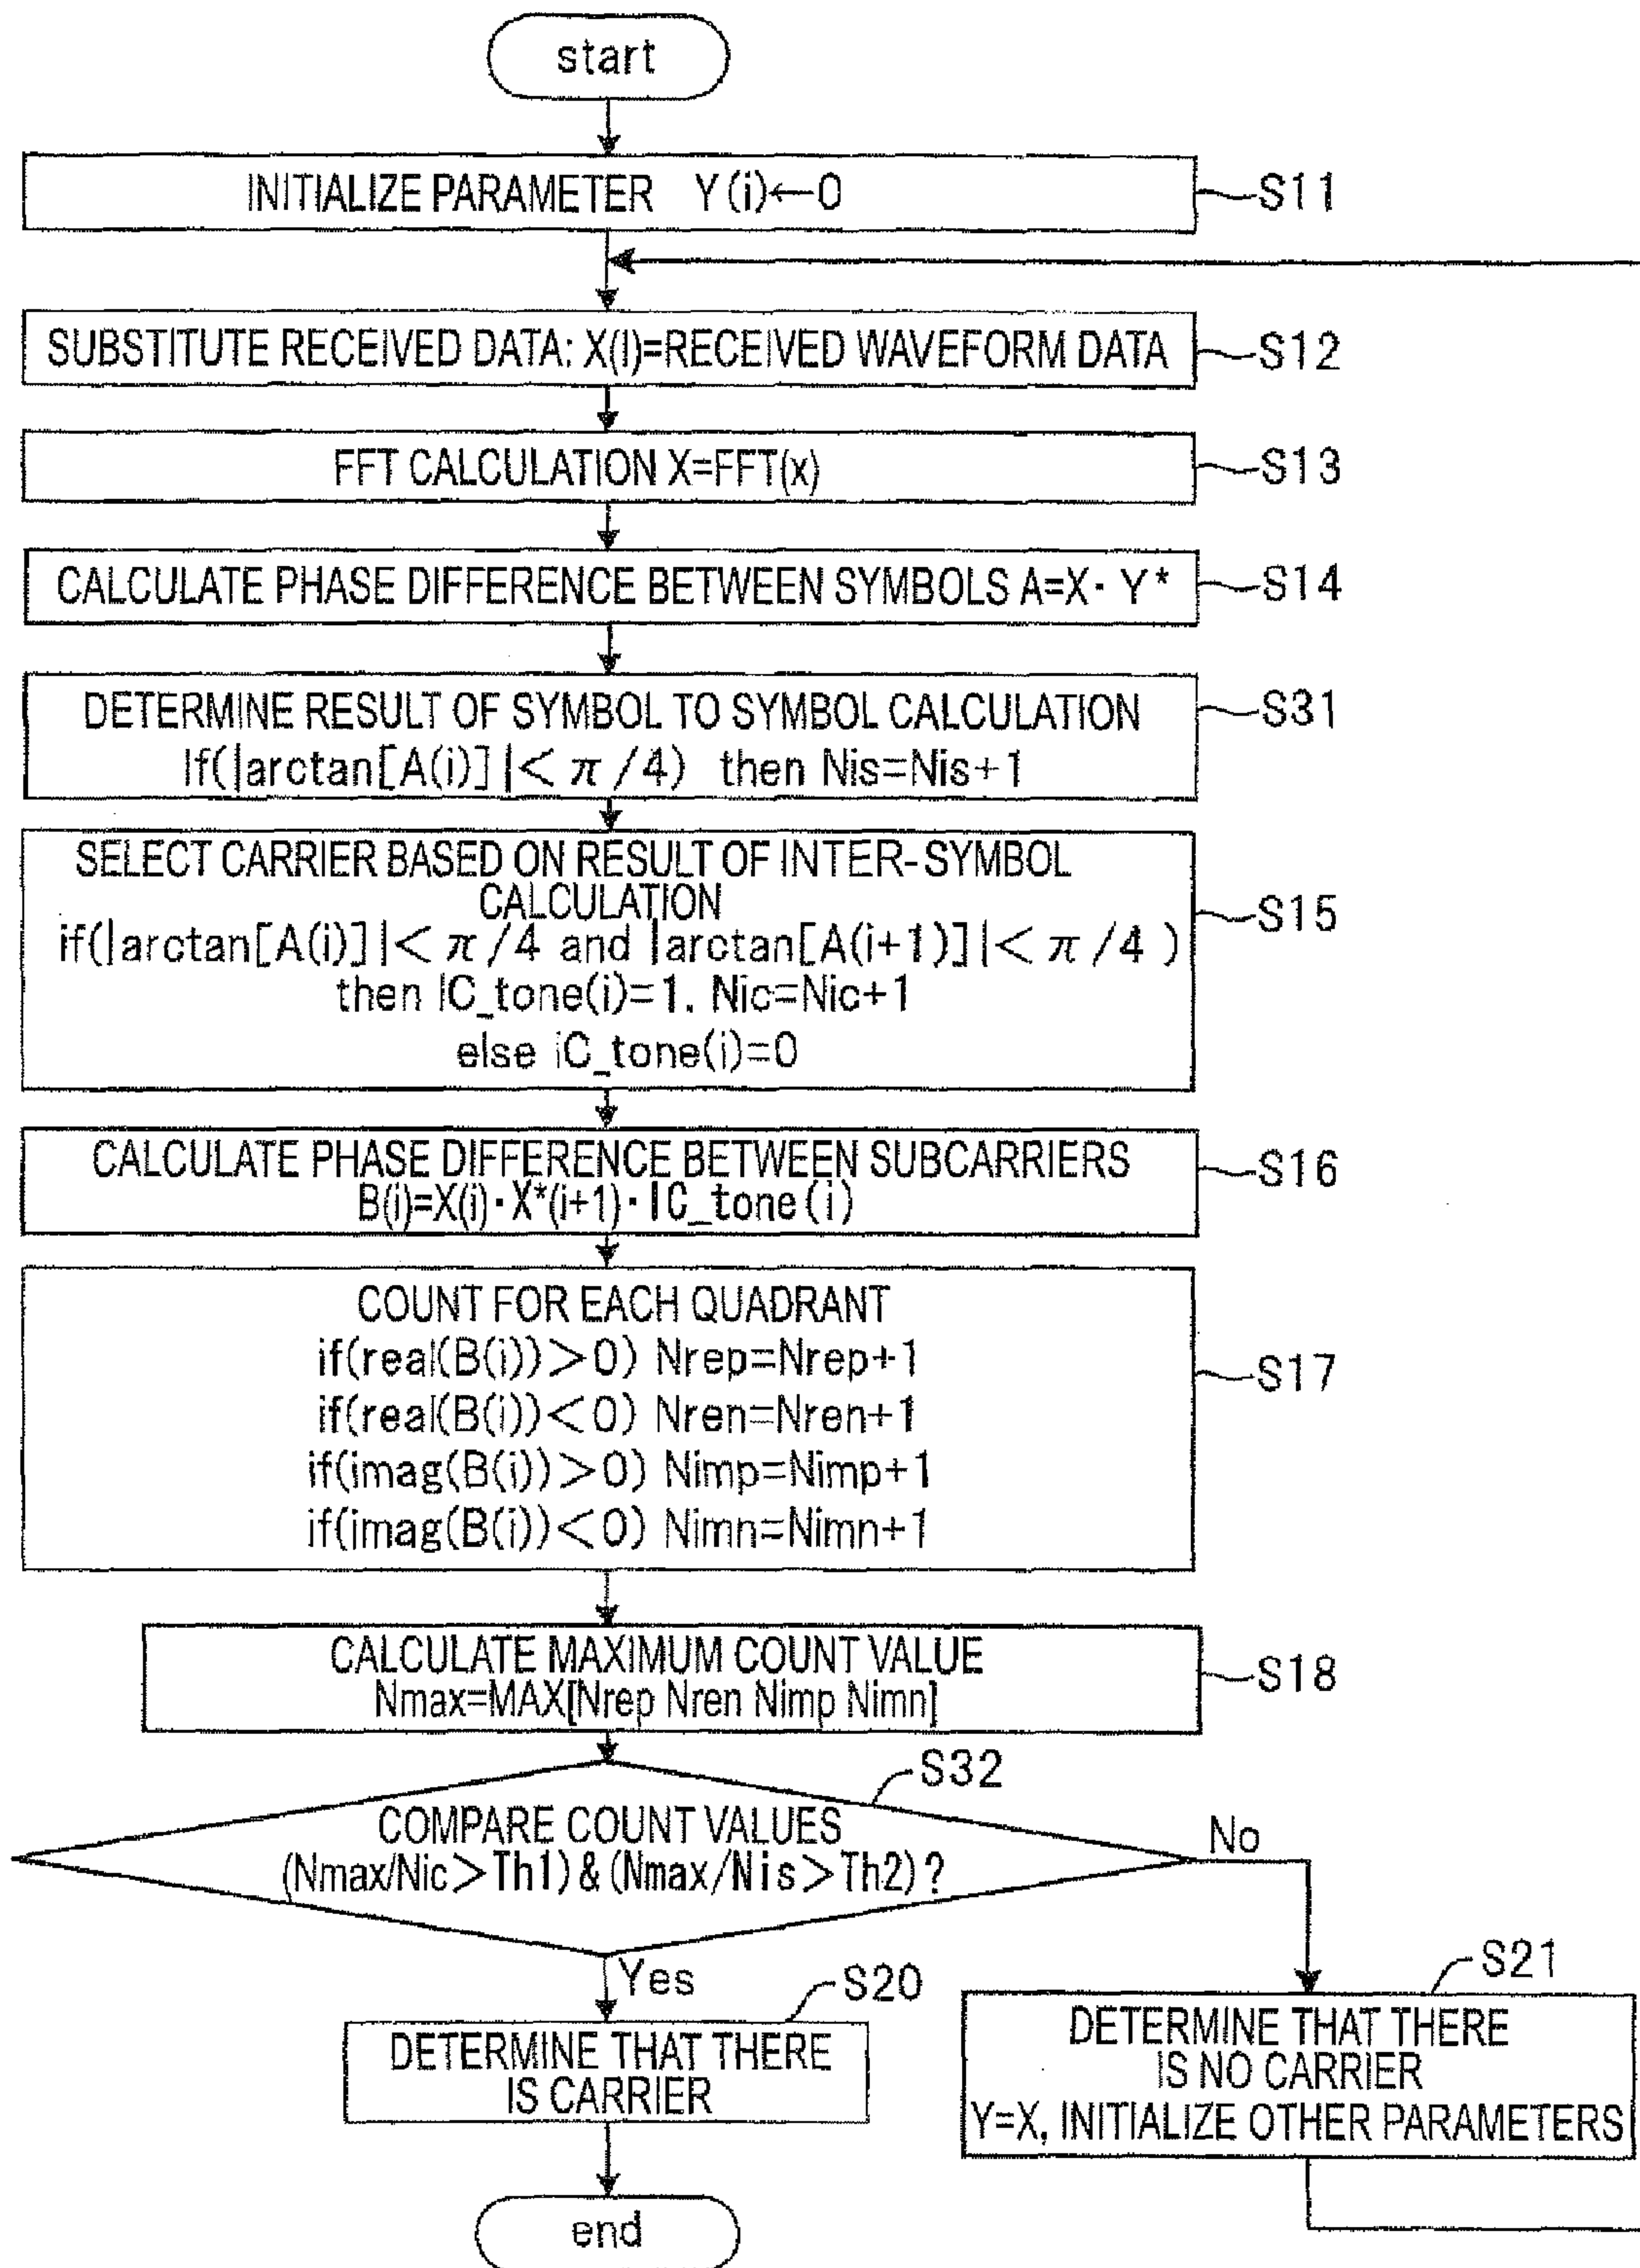 start
INITIALIZE PARAMETER Y(i)←0
S11
SUBSTITUTE RECEIVED DATA: X(I)=RECEIVED WAVEFORM DATA
S12
FFT CALCULATION X=FFT(x)
S13
CALCULATE PHASE DIFFERENCE BETWEEN SYMBOLS A=X・Y*
S14
DETERMINE RESULT OF SYMBOL TO SYMBOL CALCULATION
If(|arctan[A(i)]|<π/4) then Nis=Nis+1
S31
SELECT CARRIER BASED ON RESULT OF INTER-SYMBOL
CALCULATION
if(|arctan[A(i)]|<π/4 and |arctan[A(i+1)]|<π/4)
then IC_tone(i)=1. Nic=Nic+1
else iC_tone(i)=0
S15
CALCULATE PHASE DIFFERENCE BETWEEN SUBCARRIERS
B(i)=X(i)・X*(i+1)・IC_tone(i)
S16
COUNT FOR EACH QUADRANT
if(real(B(i))>0) Nrep=Nrep+1
if(real(B(i))<0) Nren=Nren+1
if(imag(B(i))>0) Nimp=Nimp+1
if(imag(B(i))<0) Nimn=Nimn+1
S17
CALCULATE MAXIMUM COUNT VALUE
Nmax=MAX[Nrep Nren Nimp Nimn]
S18
S32
COMPARE COUNT VALUES
(Nmax/Nic>Th1)&(Nmax/Nis>Th2)?
No
Yes
S20
DETERMINE THAT THERE
IS CARRIER
S21
DETERMINE THAT THERE
IS NO CARRIER
Y=X, INITIALIZE OTHER PARAMETERS
end